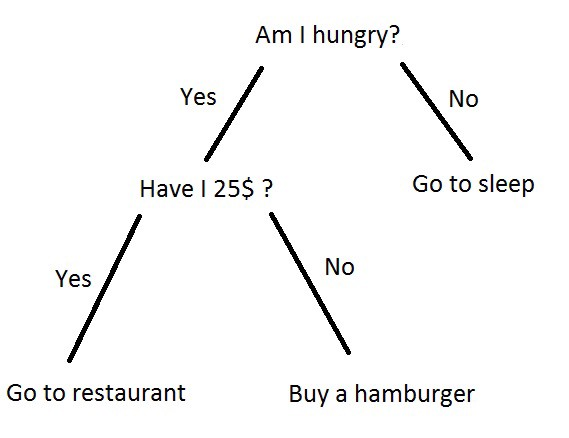 Am I hungry?
Yes
No
Have I 25$ ?
Go to sleep
Yes
No
Go to restaurant
Buy a hamburger